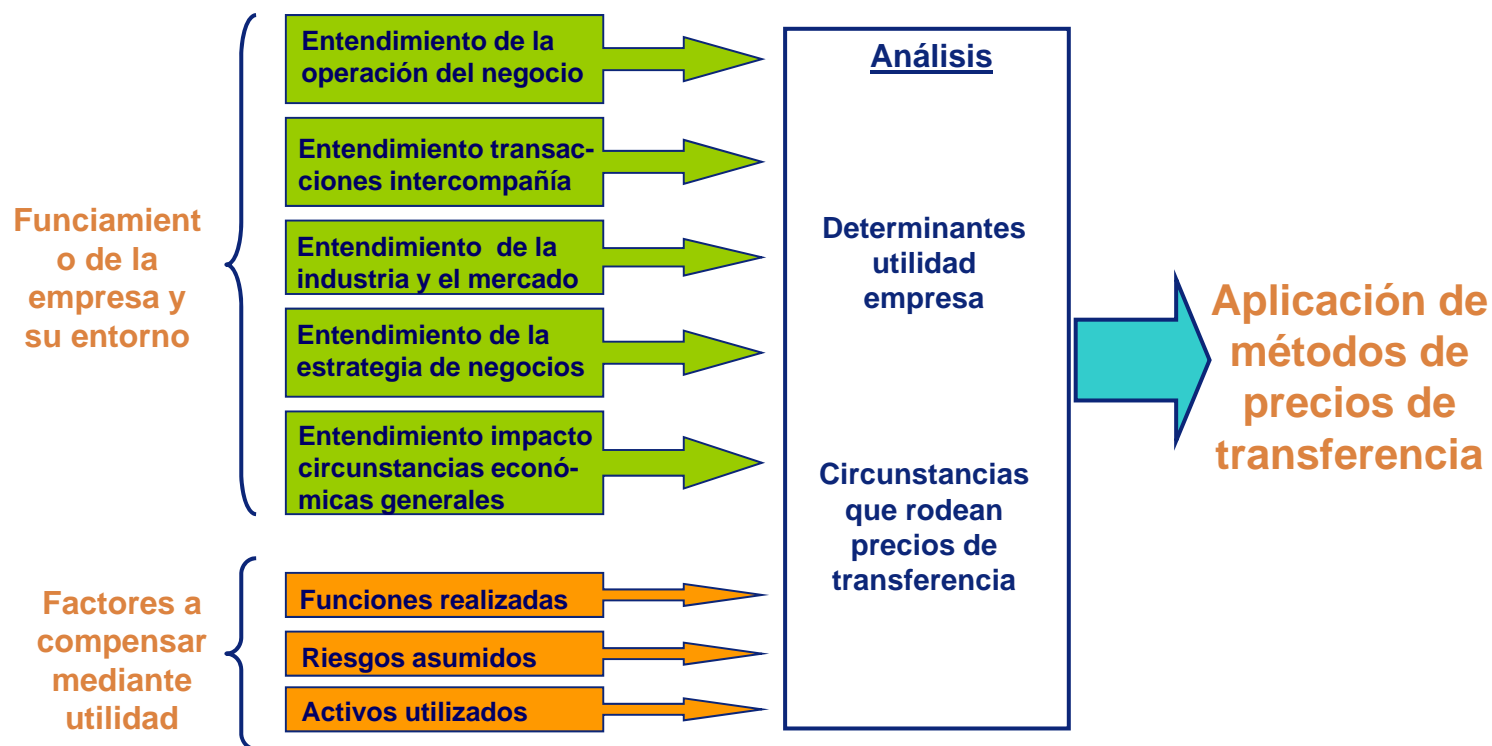 Funciamient
o de la
empresa y
su entorno
Entendimiento de la
operación del negocio
Entendimiento transac-
ciones intercompañía
Entendimiento de la
industria y el mercado
Entendimiento de la
estrategia de negocios
Entendimiento impacto
circunstancias econó-
micas generales
Factores a
compensar
mediante
utilidad
Funciones realizadas
Riesgos asumidos
Activos utilizados
Análisis
Determinantes
utilidad
empresa
Circunstancias
que rodean
precios de
transferencia
Aplicación de
métodos de
precios de
transferencia